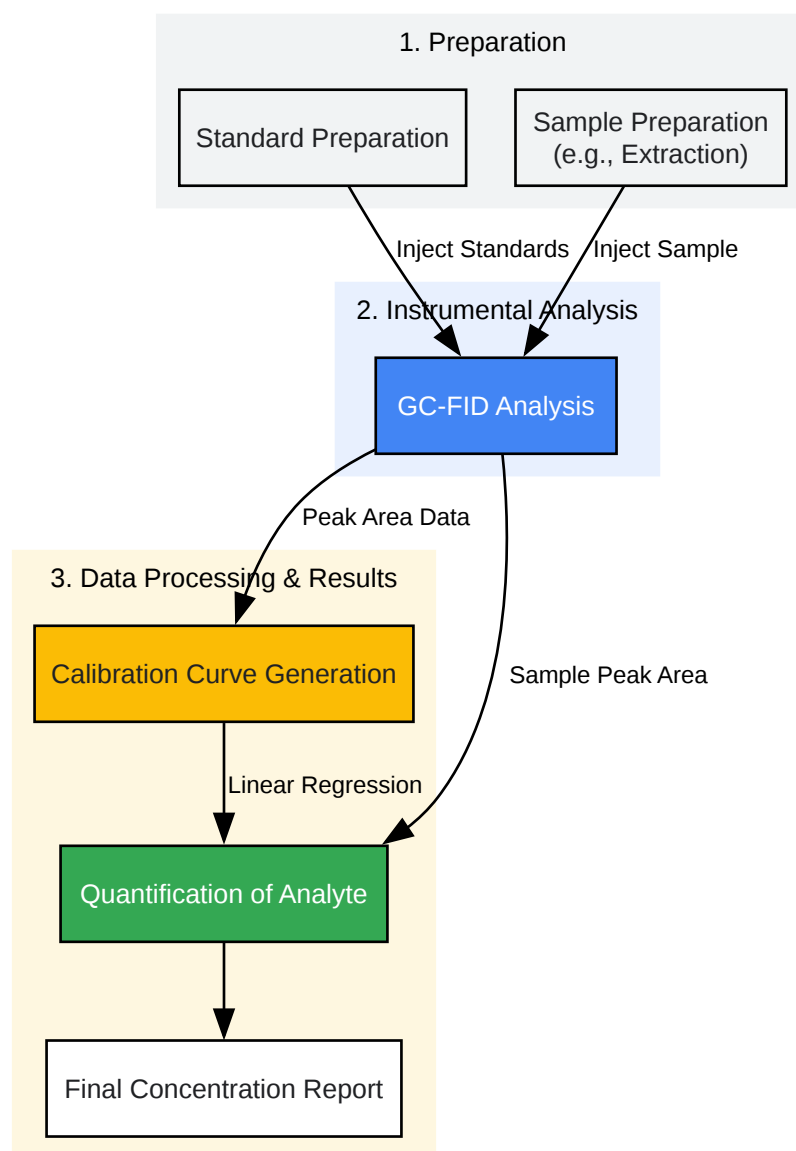 1. Preparation
Standard Preparation
Sample Preparation
(e.g., Extraction)
Inject Standards
Inject Sample
2. Instrumental Analysis
GC-FID Analysis
Peak Area Data
3. Data Processing & Results
Calibration Curve Generation
Sample Peak Area
Linear Regression
Quantification of Analyte
Final Concentration Report